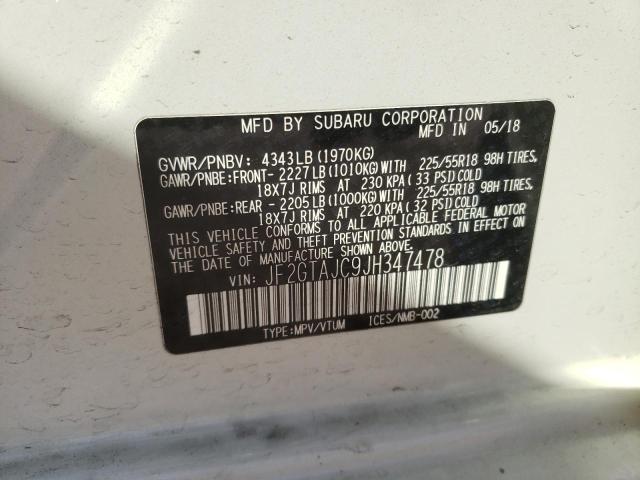 MFD BY SUBARU CORPORATION
MFD IN 05/18
GVWR/PNBV: 4343LB(1970KG)
GAWR/PNBE:FRONT-2227LB(1010KG)WITH 225/55R18 98H TIRES,
18X7J RIMS AT 230 KPA(33 PSI)COLD
GAWR/PNBE:REAR -2205LB(1000KG)WITH 225/55R18 98H TIRES,
18X7J RIMS AT 220 KPA(32 PSI)COLD
THIS VEHICLE CONFORMS TO ALL APPLICABLE FEDERAL MOTOR
VEHICLE SAFETY AND THEFT PREVENTION STANDARDS IN EFFECT ON
THE DATE OF MANUFACTURE SHOWN ABOVE.
VIN: JF2GTAJC9JH347478
TYPE:MPV/VTUM ICES/NMB-002